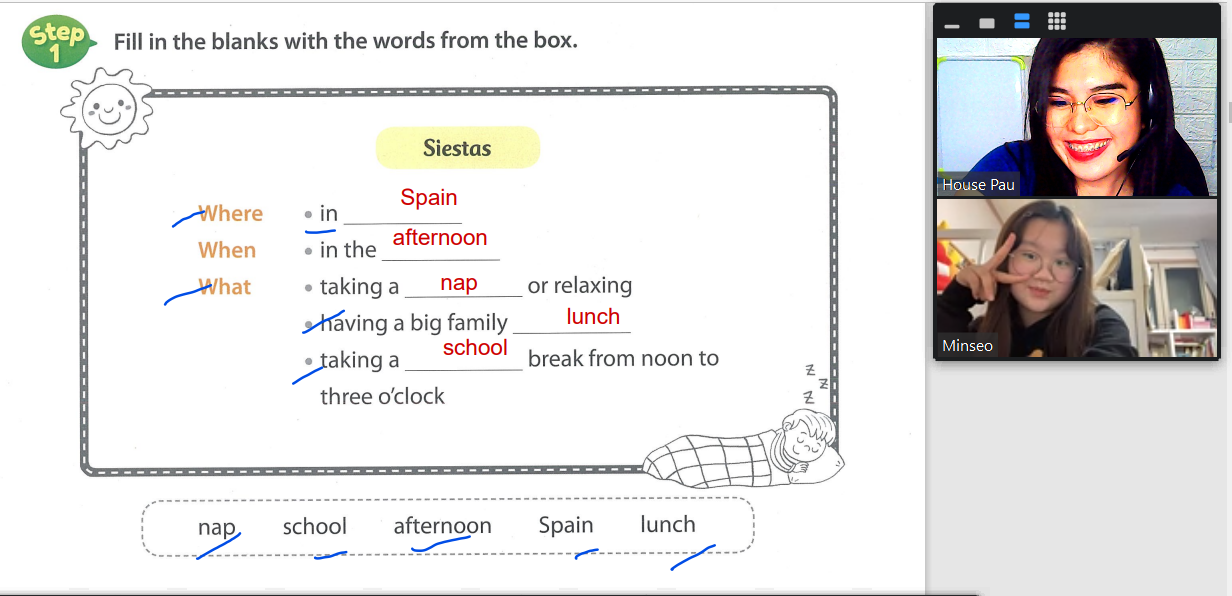 Step 1
Fill in the blanks with the words from the box.
Siestas
Where • in Spain
When • in the afternoon
What • taking a nap or relaxing
• having a big family lunch
• taking a school break from noon to
three o'clock
z
z
z
nap school afternoon Spain lunch
House Pau
Minseo